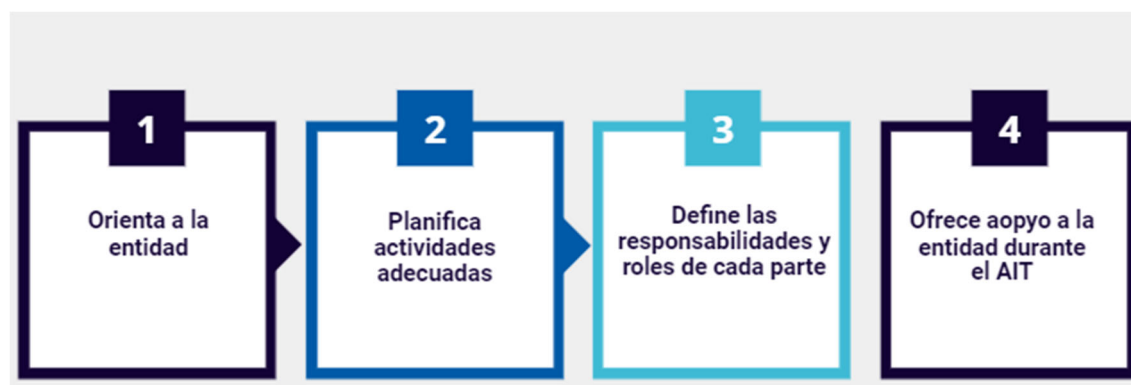 1
Orienta a la
entidad
2
Planifica
actividades
adecuadas
3
Define las
responsabilidades y
roles de cada parte
4
Ofrece aopyo a la
entidad durante
el AIT